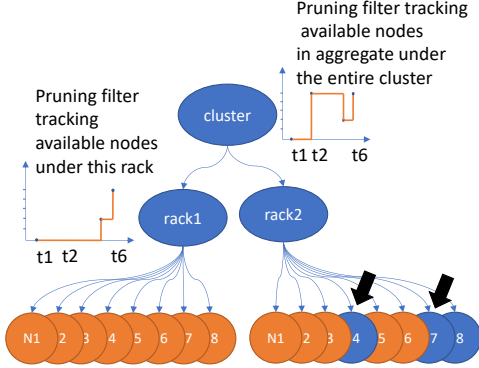 Pruning filter tracking
available nodes
in aggregate under
the entire cluster
Pruning filter
tracking
available nodes
under this rack
cluster
t1 t2 t6
rack1
rack2
t1 t2 t6
N1 2 3 4 5 6 7 8
N1 2 3 4 5 6 7 8